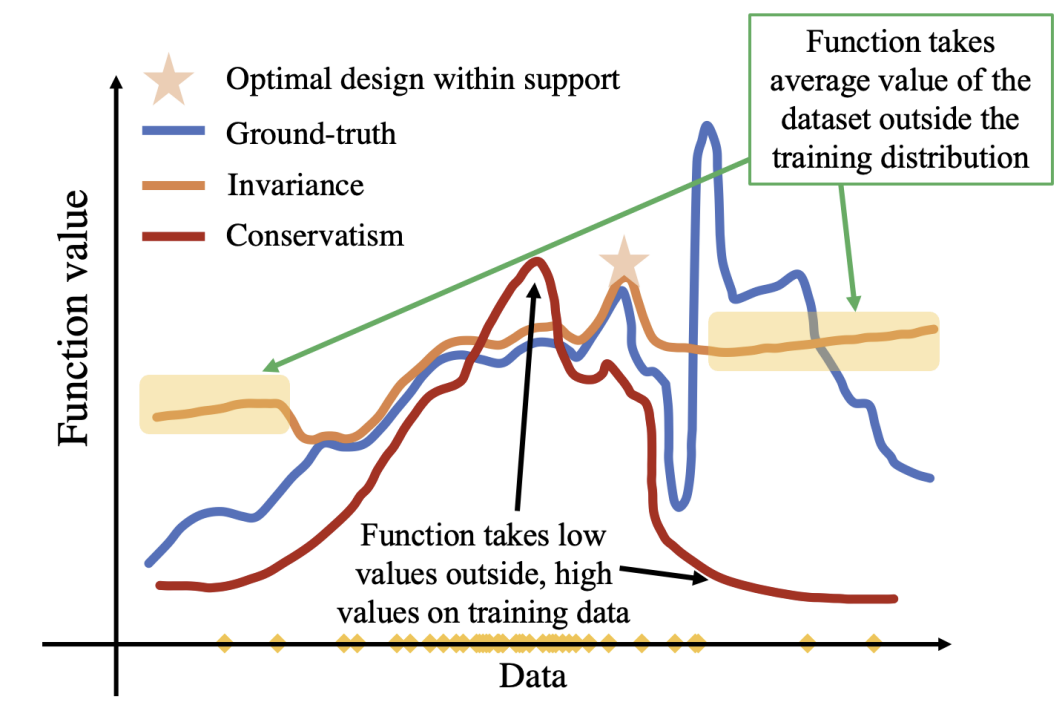 Function takes
average value of the
dataset outside the
training distribution
Optimal design within support
Ground-truth
Invariance
Conservatism
Function value
Function takes low
values outside, high
values on training data
Data